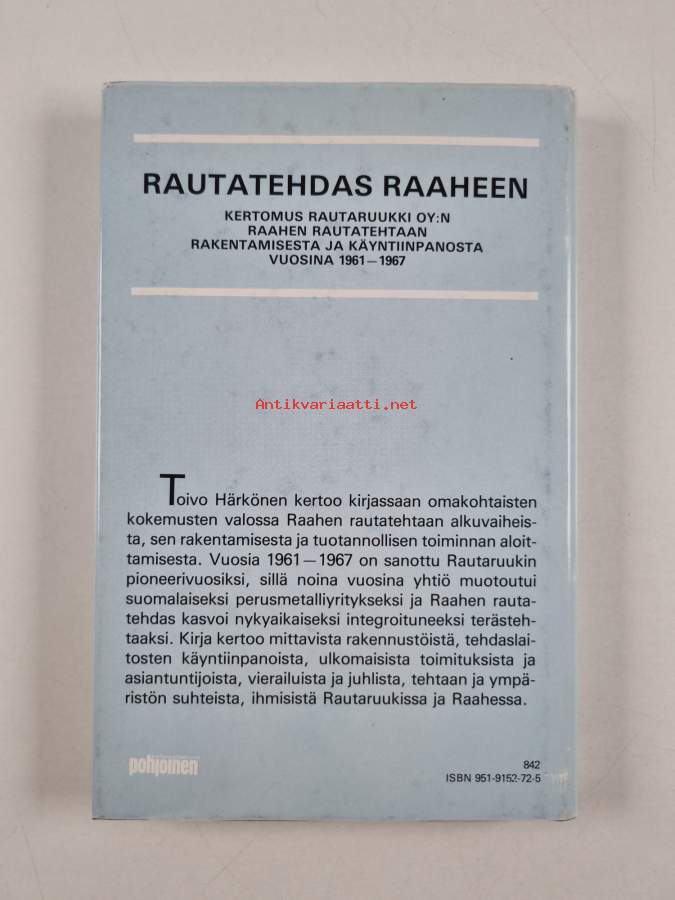 RAUTATEHDAS RAAHEEN
KERTOMUS RAUTARUUKKI OY:N
RAAHEN RAUTATEHTAAN
RAKENTAMISESTA JA KÄYNTIINPANOSTA
VUOSINA 1961—1967
Antikvariaatti.net
Toivo Härkönen kertoo kirjassaan omakohtaisten
kokemusten valossa Raahen rautatehtaan alkuvaiheis-
ta, sen rakentamisesta ja tuotannollisen toiminnan aloit-
tamisesta. Vuosia 1961—1967 on sanottu Rautaruukin
pioneerivuosiksi, sillä noina vuosina yhtiö muotoutui
suomalaiseksi perusmetalliyritykseksi ja Raahen rauta-
tehdas kasvoi nykyaikaiseksi integroituneeksi terästeh-
taaksi. Kirja kertoo mittavista rakennustöistä, tehdaslai-
tosten käyntiinpanoista, ulkomaisista toimituksista ja
asiantuntijoista, vierailuista ja juhlista, tehtaan ja ympä-
ristön suhteista, ihmisistä Rautaruukissa ja Raahessa.
pohjoinen
842
ISBN 951-9152-72-5